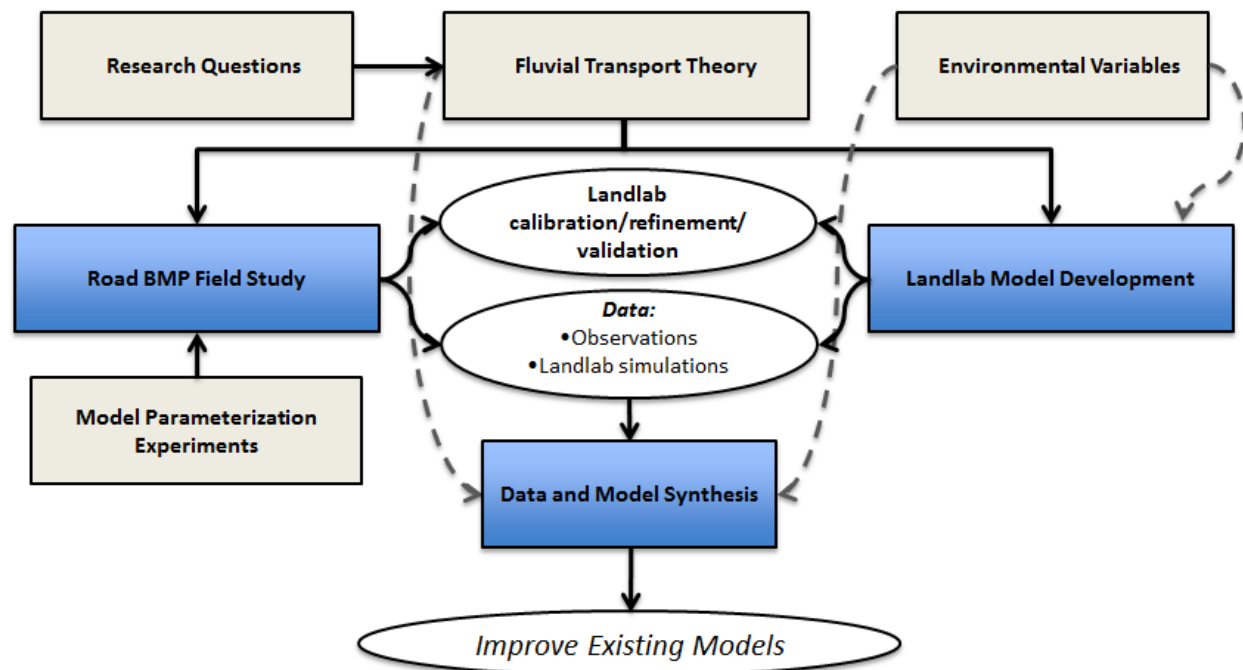 Research Questions
Fluvial Transport Theory
Environmental Variables
Landlab
calibration/refinement/
validation
Road BMP Field Study
Landlab Model Development
Data:
•Observations
•Landlab simulations
Model Parameterization
Experiments
Data and Model Synthesis
Improve Existing Models